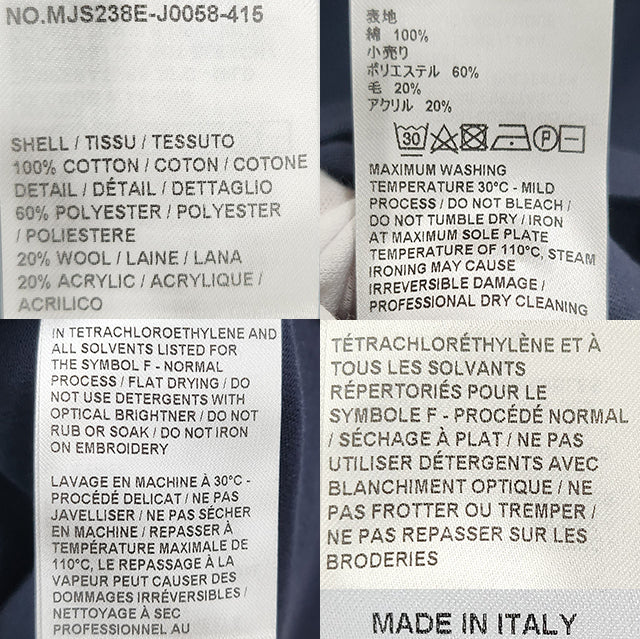 NO.MJS238E-J0058-415
SHELL / TISSU / TESSUTO
100% COTTON / COTON / COTONE
DETAIL / DÉTAIL / DETTAGLIO
60% POLYESTER / POLYESTER
/ POLIESTERE
20% WOOL / LAINE / LANA
20% ACRYLIC / ACRYLIQUE /
ACRILICO
表地
綿 100%
小売り
ポリエステル 60%
毛 20%
アクリル 20%
30 P
MAXIMUM WASHING
TEMPERATURE 30°C - MILD
PROCESS / DO NOT BLEACH /
DO NOT TUMBLE DRY / IRON
AT MAXIMUM SOLE PLATE
TEMPERATURE OF 110°C, STEAM
IRONING MAY CAUSE
IRREVERSIBLE DAMAGE /
PROFESSIONAL DRY CLEANING
IN TETRACHLOROETHYLENE AND
ALL SOLVENTS LISTED FOR
THE SYMBOL F - NORMAL
PROCESS / FLAT DRYING / DO
NOT USE DETERGENTS WITH
OPTICAL BRIGHTNER / DO NOT
RUB OR SOAK / DO NOT IRON
ON EMBROIDERY
LAVAGE EN MACHINE À 30°C -
PROCÉDÉ DELICAT / NE PAS
JAVELLISER / NE PAS SÉCHER
EN MACHINE / REPASSER À
TEMPÉRATURE MAXIMALE DE
110°C, LE REPASSAGE À LA
VAPEUR PEUT CAUSER DES
DOMMAGES IRRÉVERSIBLES /
NETTOYAGE À SEC
PROFESSIONNEL AU
TÉTRACHLORÉTHYLÈNE ET À
TOUS LES SOLVANTS
RÉPERTORIÉS POUR LE
SYMBOLE F - PROCÉDÉ NORMAL
/ SÉCHAGE À PLAT / NE PAS
UTILISER DÉTERGENTS AVEC
BLANCHIMENT OPTIQUE / NE
PAS FROTTER OU TREMPER /
NE PAS REPASSER SUR LES
BRODERIES
MADE IN ITALY